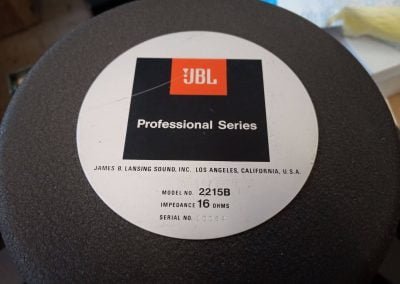 JBL
Professional Series
JAMES B. LANSING SOUND, INC. LOS ANGELES, CALIFORNIA, U.S.A.
MODEL NO. 2215B
IMPEDANCE 16 OHMS
SERIAL NO.